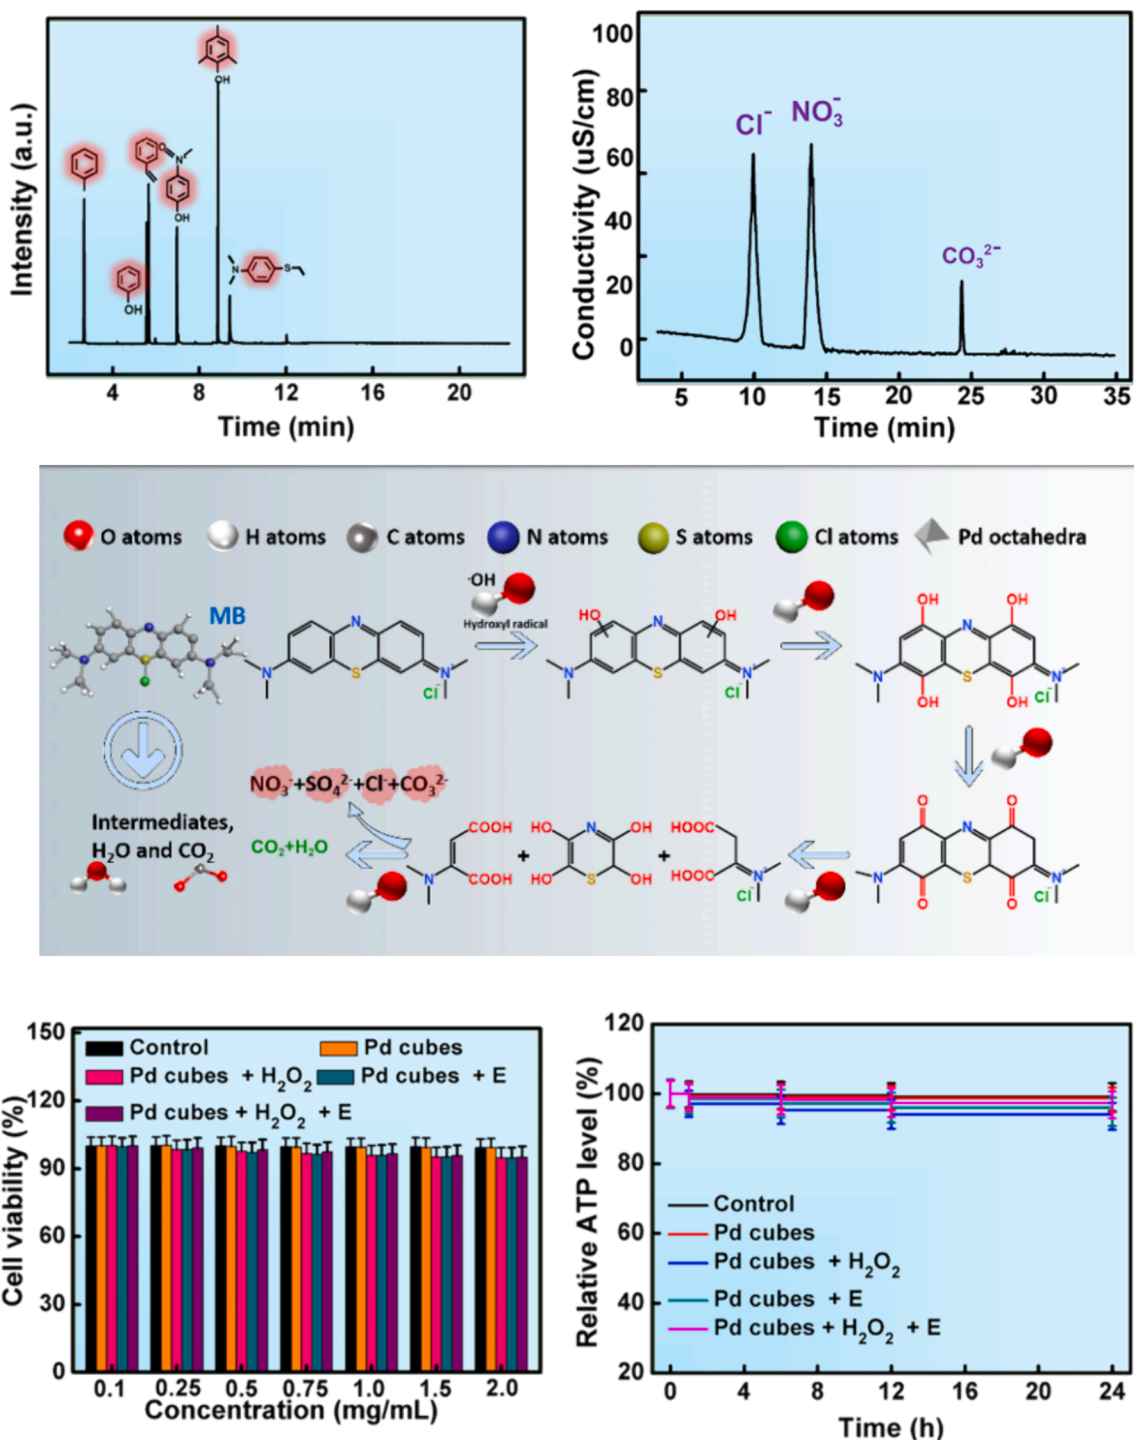 Intensity (a.u.)
OH
O
N
OH
OH
N
S
4 8 12 16 20
Time (min)
Conductivity (uS/cm)
100
80
60
40
20
0
Cl⁻
NO₃⁻
CO₃²⁻
5 10 15 20 25 30 35
Time (min)
O atoms H atoms C atoms N atoms S atoms Cl atoms Pd octahedra
MB
·OH
Hydroxyl radical
N
S
N
N⁺
Cl⁻
HO
OH
N
S
N
N⁺
Cl⁻
OH OH
N
S
N
N⁺
OH OH
Cl⁻
NO₃⁻+SO₄²⁻+Cl⁻+CO₃²⁻
CO₂+H₂O
Intermediates,
H₂O and CO₂
COOH
COOH
N
+
HO N OH
HO S OH
+
HOOC
HOOC
N⁺
Cl⁻
O O
N
S
N
N⁺
O O
Cl⁻
Cell viability (%)
150
120
90
60
30
0
Control
Pd cubes
Pd cubes + H₂O₂
Pd cubes + E
Pd cubes + H₂O₂ + E
0.1 0.25 0.5 0.75 1.0 1.5 2.0
Concentration (mg/mL)
Relative ATP level (%)
120
100
80
60
40
20
Control
Pd cubes
Pd cubes + H₂O₂
Pd cubes + E
Pd cubes + H₂O₂ + E
0 4 8 12 16 20 24
Time (h)